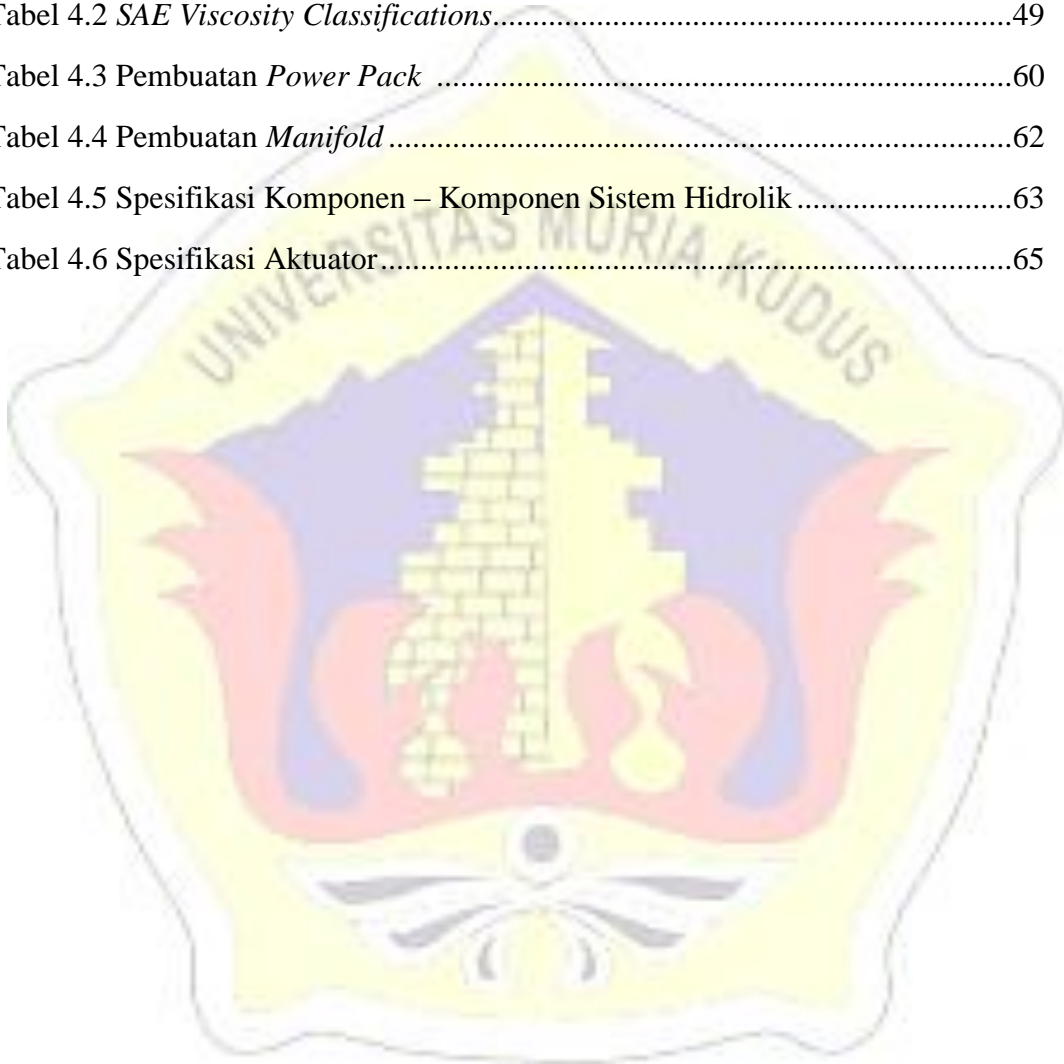 Tabel 4.2 SAE Viscosity Classifications....................................................................49
Tabel 4.3 Pembuatan Power Pack ..........................................................................60
Tabel 4.4 Pembuatan Manifold ................................................................................62
Tabel 4.5 Spesifikasi Komponen – Komponen Sistem Hidrolik ............................63
Tabel 4.6 Spesifikasi Aktuator.................................................................................65
UNIVERSITAS MURIA KUDUS